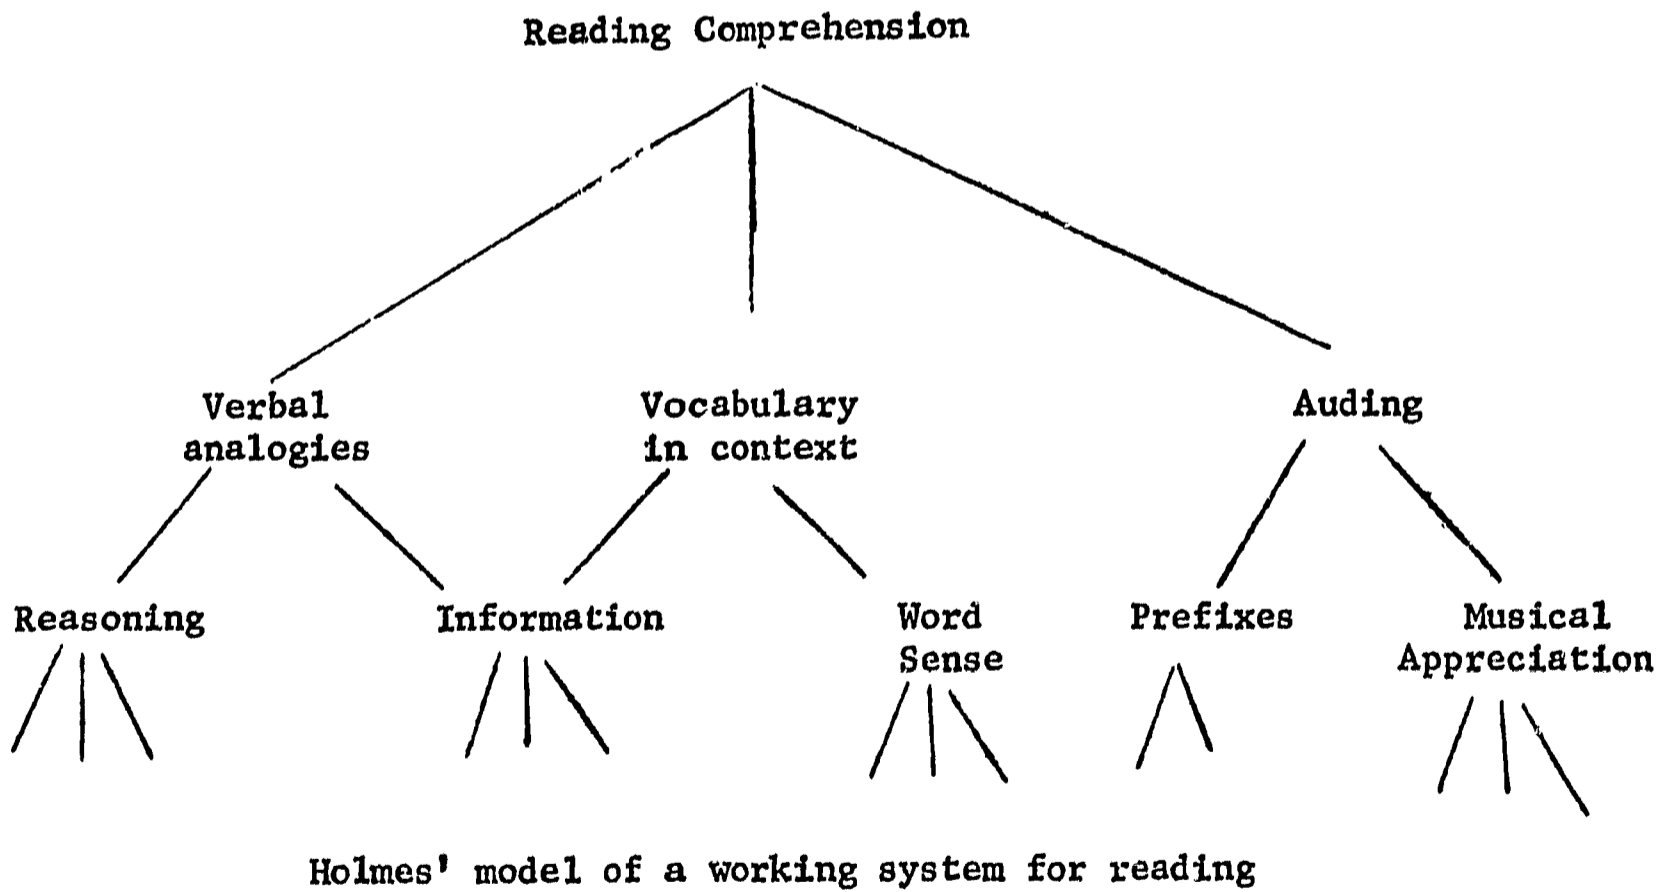 Reading Comprehension
Verbal
analogies
Vocabulary
in context
Auding
Reasoning
Information
Word
Sense
Prefixes
Musical
Appreciation
Holmes' model of a working system for reading